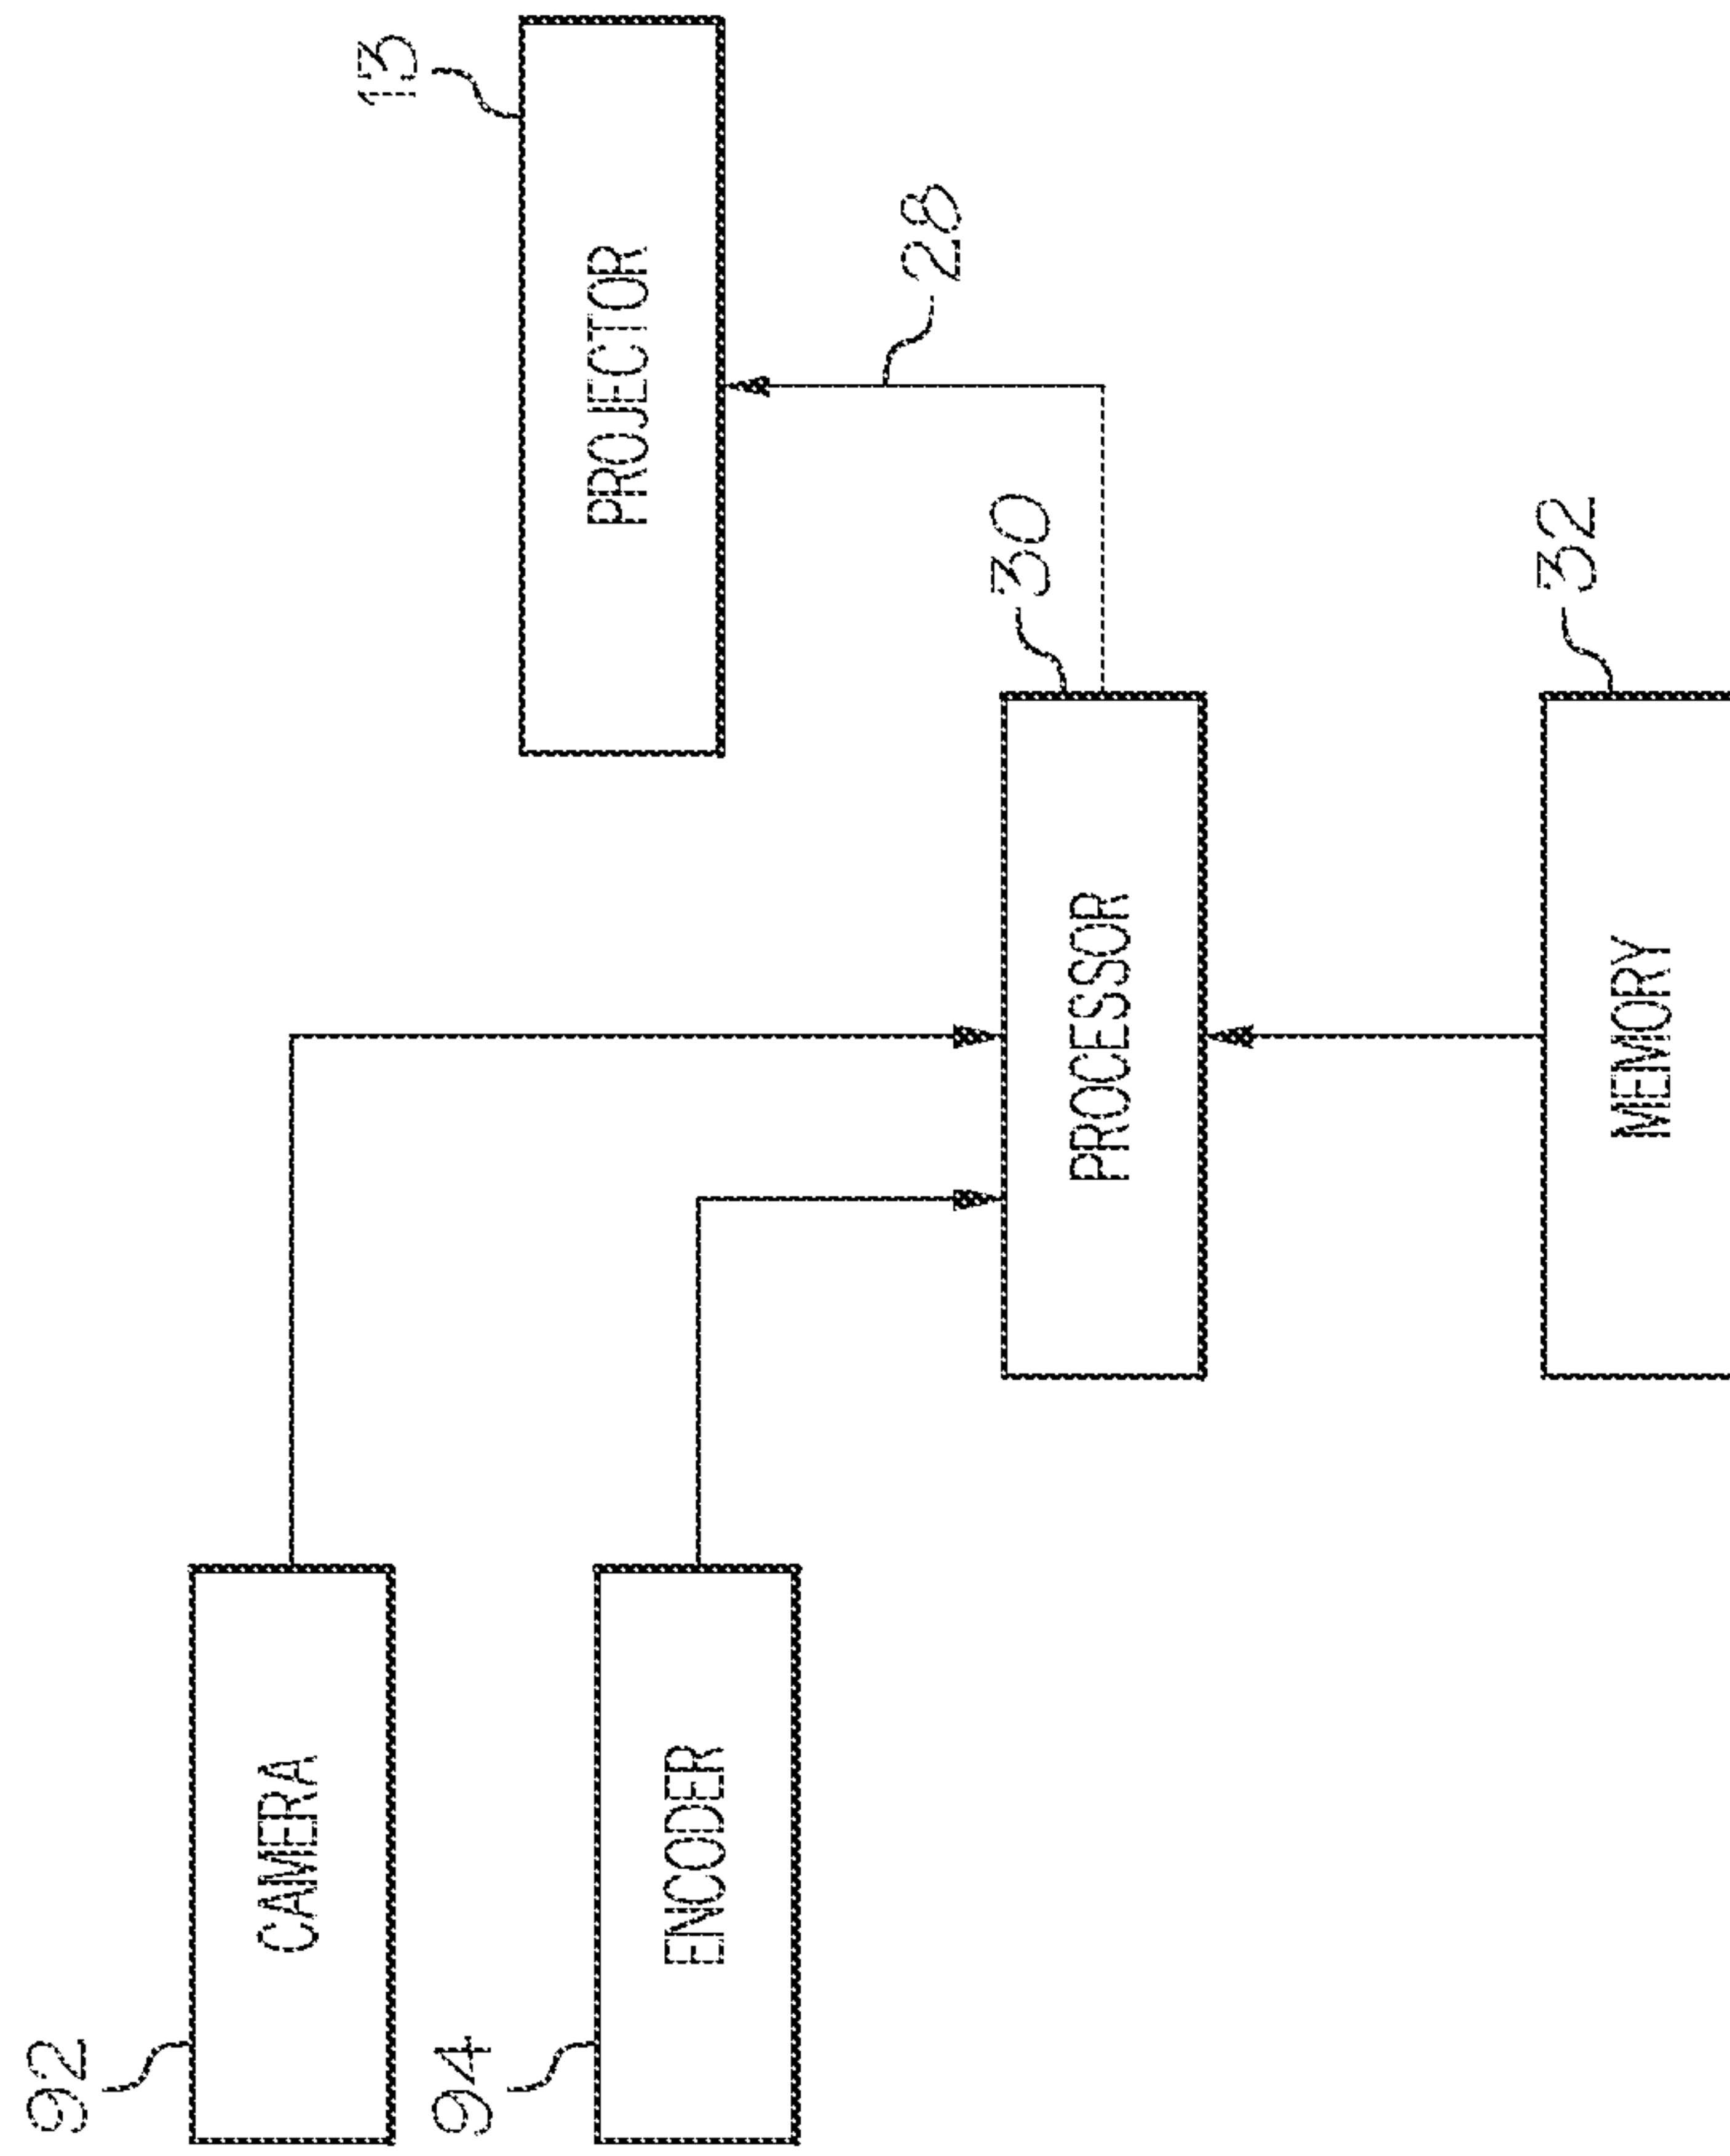 92
CAMERA
13
94
ENCODER
PROJECTOR
28
30
PROCESSOR
32
MEMORY